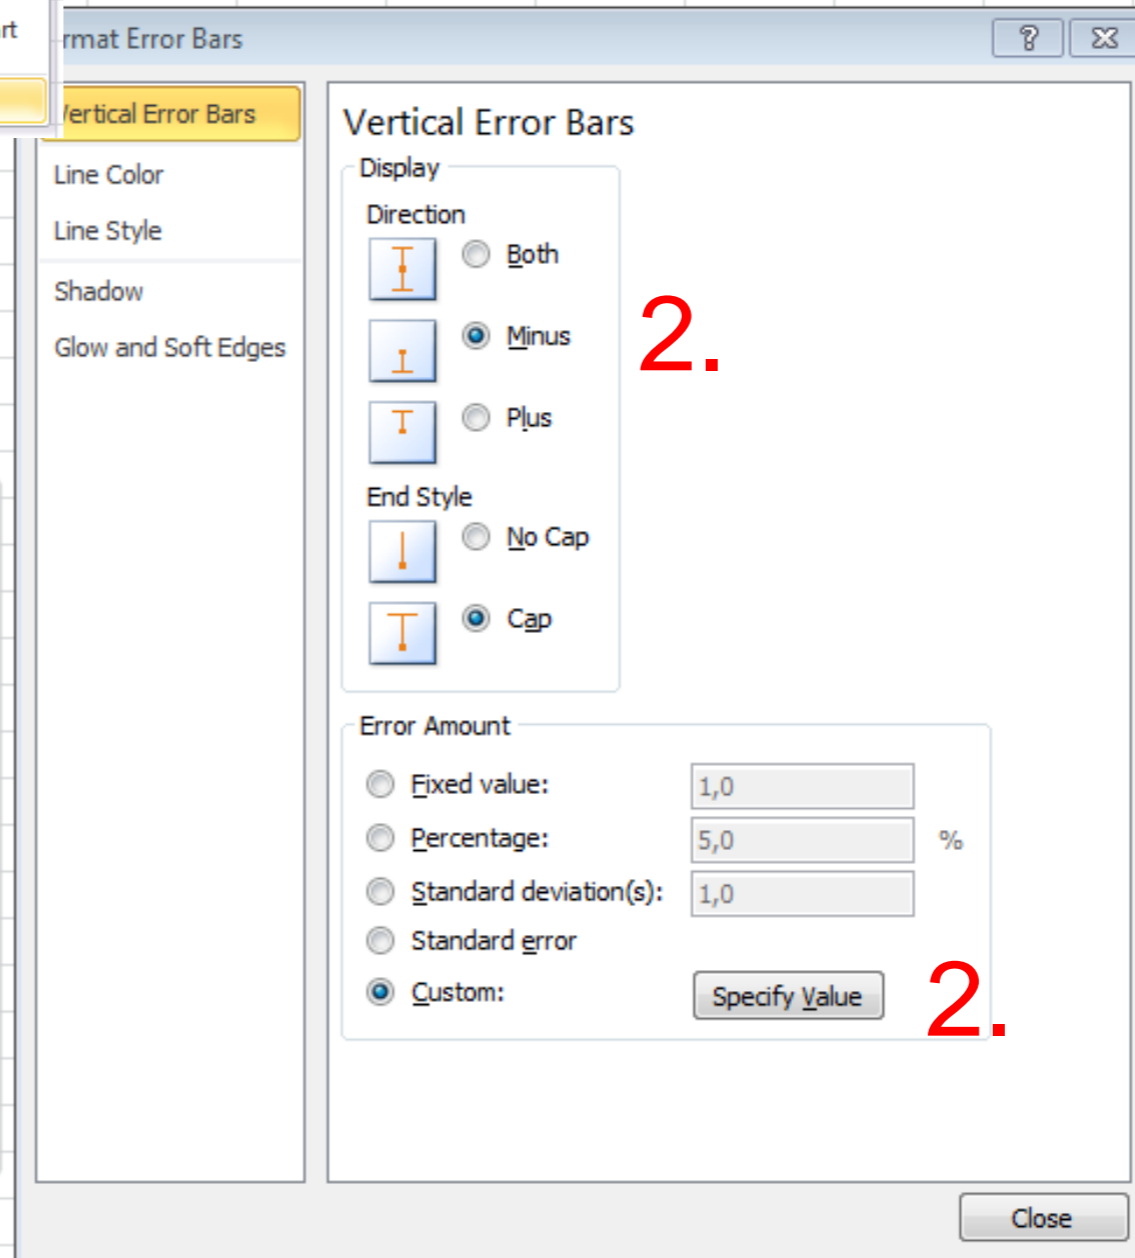 rt
rmat Error Bars
Vertical Error Bars
Line Color
Line Style
Shadow
Glow and Soft Edges
Vertical Error Bars
Display
Direction
Both
Minus
2.
Plus
End Style
No Cap
Cap
Error Amount
Fixed value: 1,0
Percentage: 5,0 %
Standard deviation(s): 1,0
Standard error
Custom: Specify Value 2.
Close